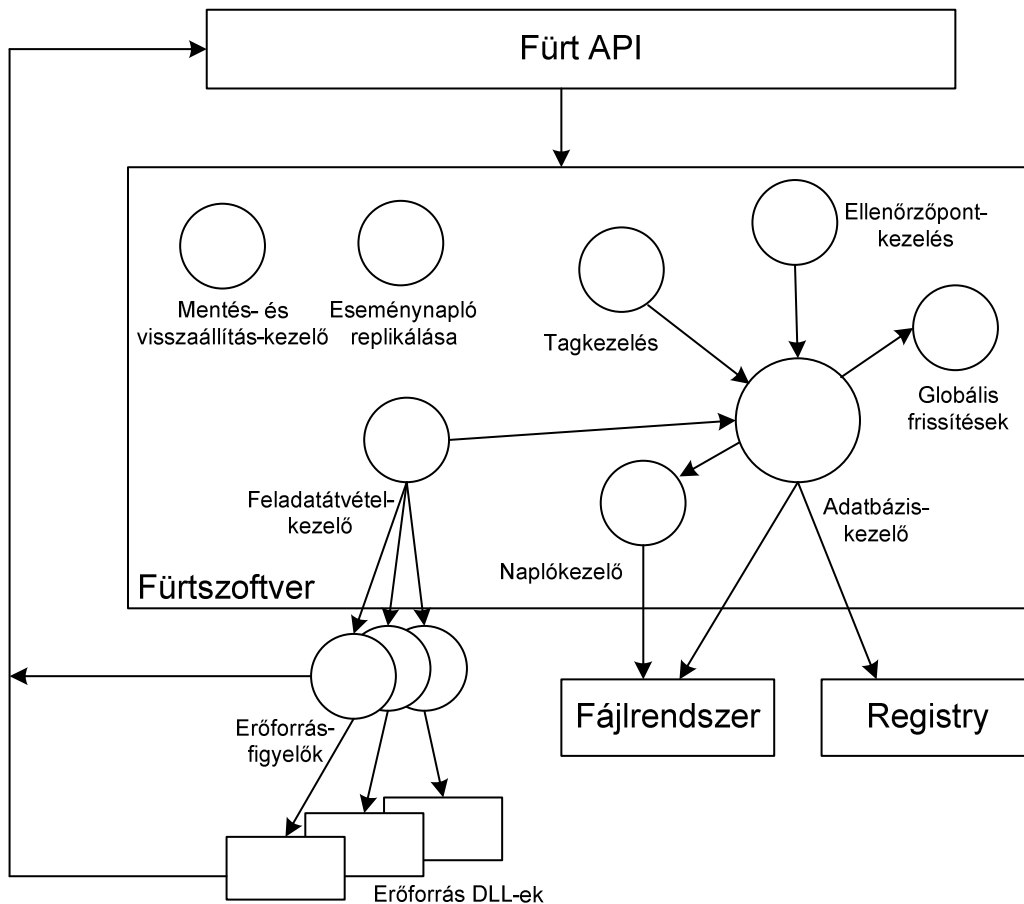 Fürt API
Ellenőrzőpont-
kezelés
Mentés- és
visszaállítás-kezelő
Eseménynapló
replikálása
Tagkezelés
Globális
frissítések
Feladatátvétel-
kezelő
Adatbázis-
kezelő
Naplókezelő
Fürtszoftver
Fájlrendszer
Registry
Erőforrás-
figyelők
Erőforrás DLL-ek